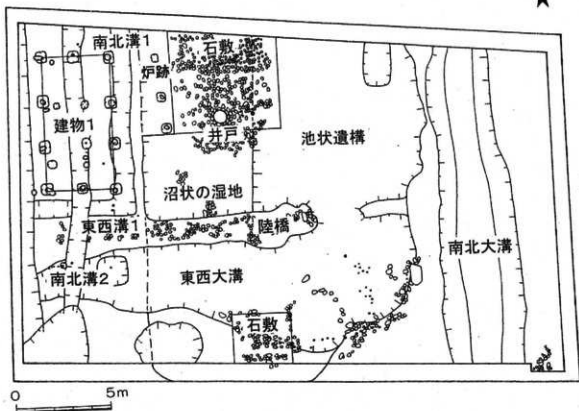 南北溝1
石敷
炉跡
建物1
井戸
池状遺構
沼状の湿地
東西溝1
陸橋
南北大溝
南北溝2
東西大溝
石敷
0 5m